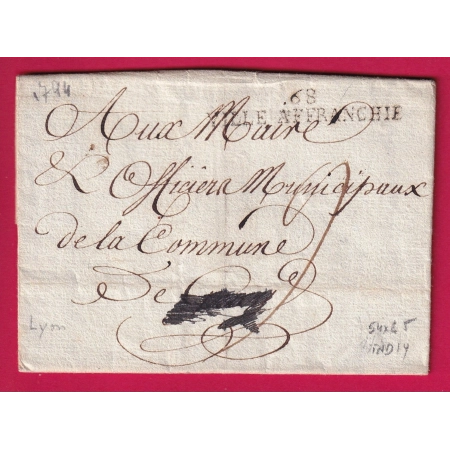 1794
68
VILLE AFFRANCHIE
Aux Maire
& Officiers Municipaux
de la Commune
De
Lyon